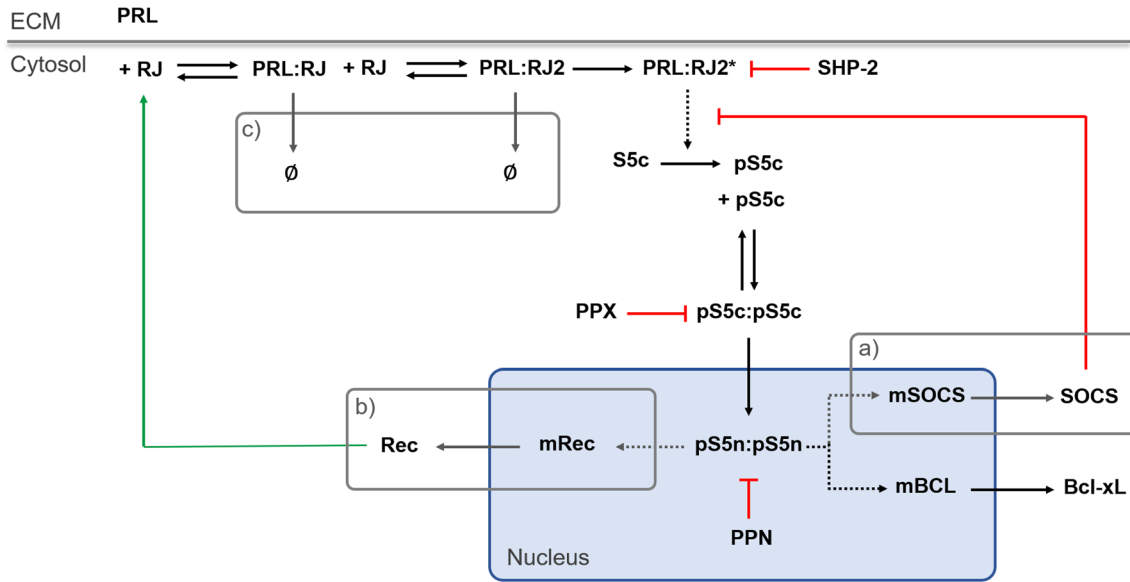 ECM
PRL
Cytosol
+ RJ
PRL:RJ
+ RJ
PRL:RJ2
PRL:RJ2*
SHP-2
c)
Ø
Ø
S5c
pS5c
+ pS5c
PPX
pS5c:pS5c
a)
mSOCS
SOCS
b)
Rec
mRec
pS5n:pS5n
mBCL
Bcl-xL
PPN
Nucleus